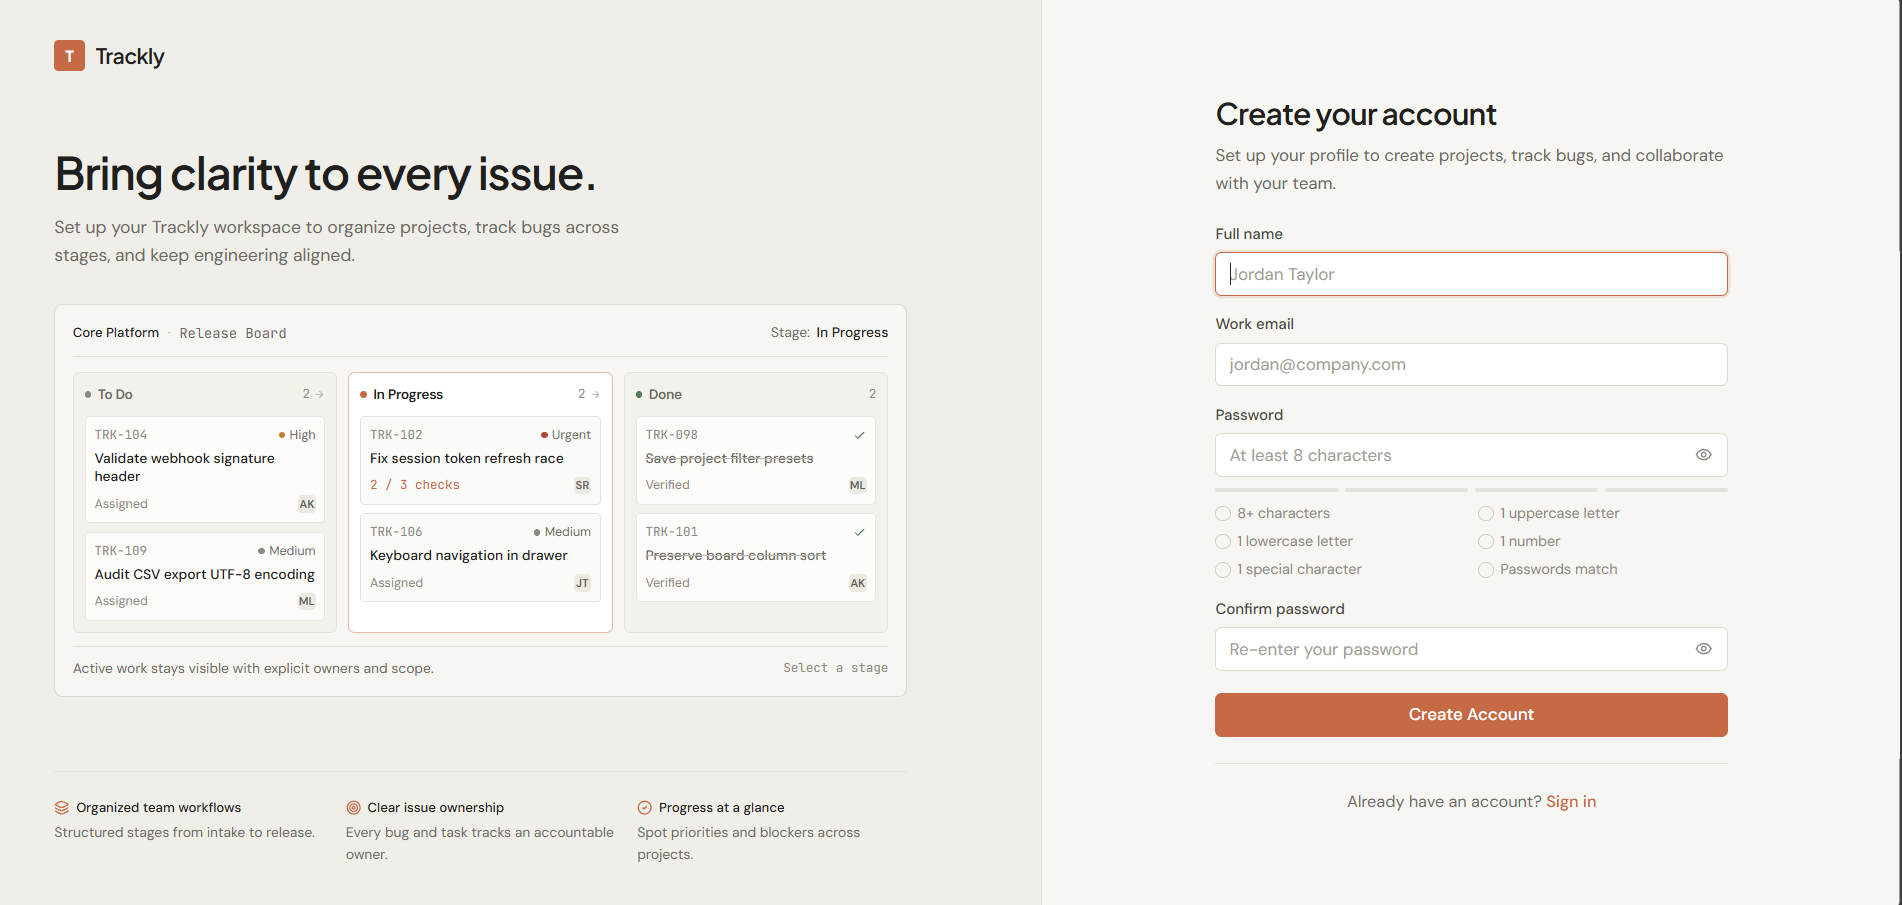 T Trackly
Bring clarity to every issue.
Set up your Trackly workspace to organize projects, track bugs across
stages, and keep engineering aligned.
Core Platform · Release Board
Stage: In Progress
To Do 2 →
TRK-104 High
Validate webhook signature
header
Assigned AK
TRK-109 Medium
Audit CSV export UTF-8 encoding
Assigned ML
In Progress 2 →
TRK-102 Urgent
Fix session token refresh race
2 / 3 checks SR
TRK-106 Medium
Keyboard navigation in drawer
Assigned JT
Done 2
TRK-098
Save project filter presets
Verified ML
TRK-101
Preserve board column sort
Verified AK
Active work stays visible with explicit owners and scope.
Select a stage
Organized team workflows
Structured stages from intake to release.
Clear issue ownership
Every bug and task tracks an accountable
owner.
Progress at a glance
Spot priorities and blockers across
projects.
Create your account
Set up your profile to create projects, track bugs, and collaborate
with your team.
Full name
Jordan Taylor
Work email
jordan@company.com
Password
At least 8 characters
8+ characters
1 uppercase letter
1 lowercase letter
1 number
1 special character
Passwords match
Confirm password
Re-enter your password
Create Account
Already have an account? Sign in